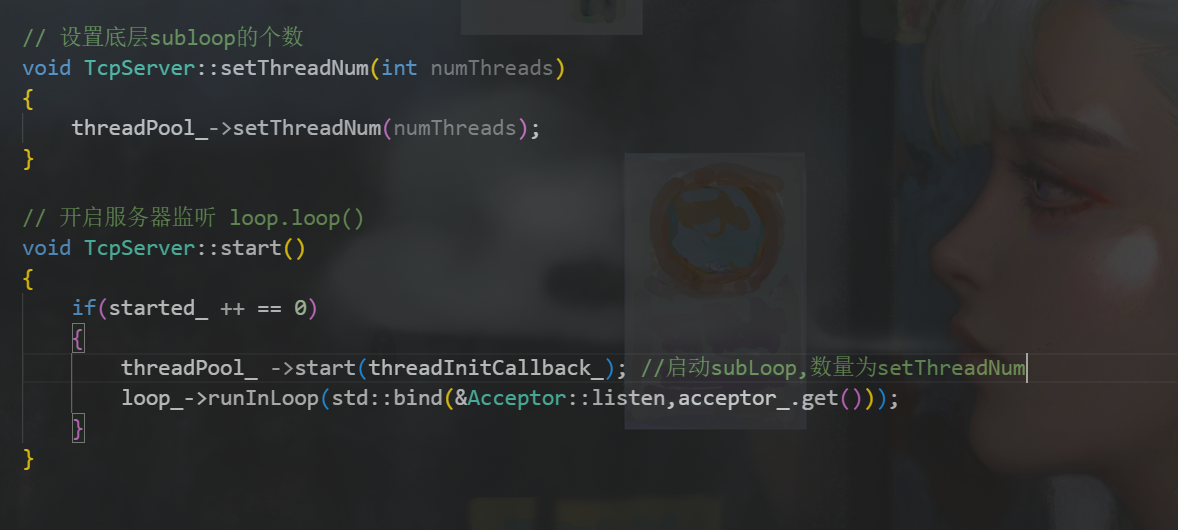 // 设置底层subloop的个数
void TcpServer::setThreadNum(int numThreads)
{
    threadPool_->setThreadNum(numThreads);
}
// 开启服务器监听 loop.loop()
void TcpServer::start()
{
    if(started_ ++ == 0)
    {
        threadPool_ ->start(threadInitCallback_); //启动subLoop,数量为setThreadNum
        loop_->runInLoop(std::bind(&Acceptor::listen,acceptor_.get()));
    }
}